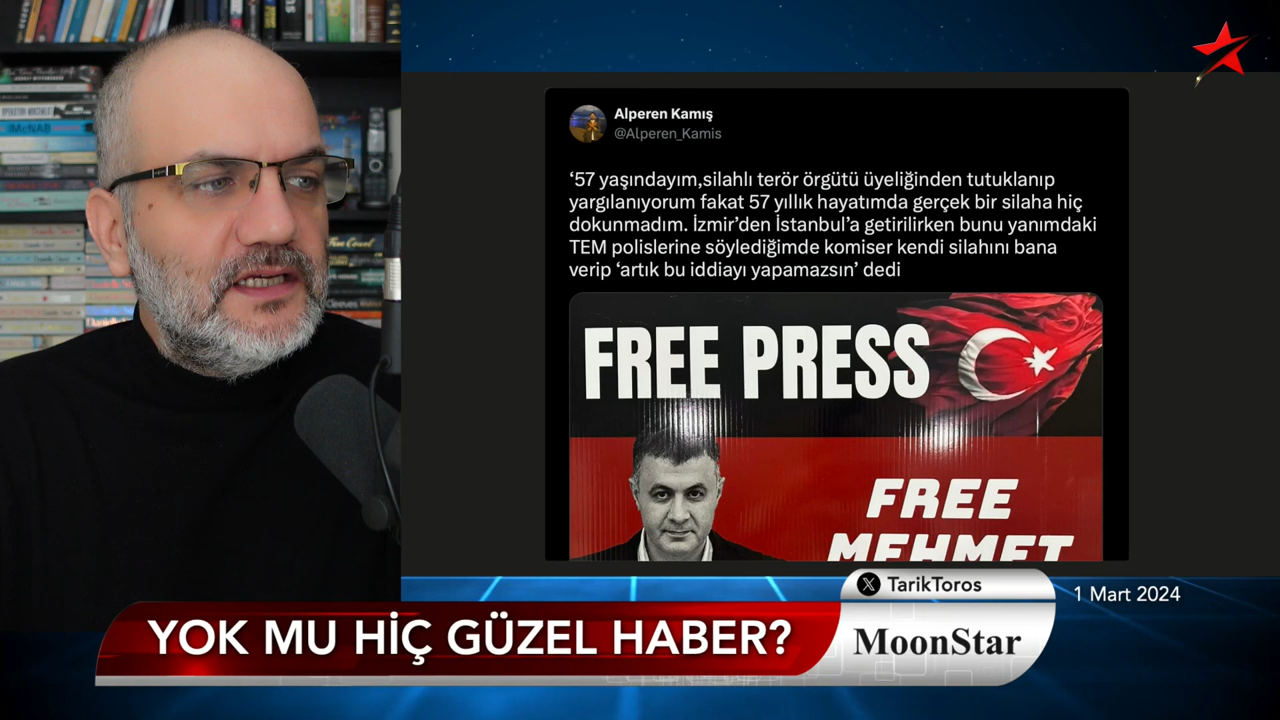 Alperen Kamış
@Alperen_Kamis
‘57 yaşındayım,silahlı terör örgütü üyeliğinden tutuklanıp
yargılanıyorum fakat 57 yıllık hayatımda gerçek bir silaha hiç
dokunmadım. İzmir’den İstanbul’a getirilirken bunu yanımdaki
TEM polislerine söylediğimde komiser kendi silahını bana
verip ‘artık bu iddiayı yapamazsın’ dedi
FREE PRESS
FREE
MEHMET
TarikToros
1 Mart 2024
YOK MU HİÇ GÜZEL HABER?
MoonStar
McNAB